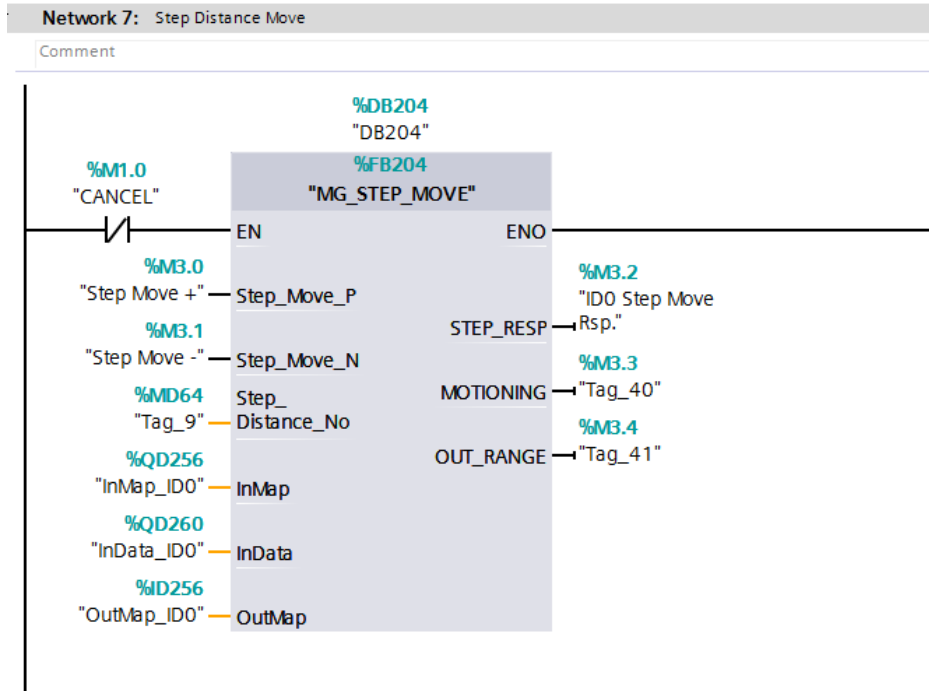 Network 7: Step Distance Move
Comment
%DB204
"DB204"
%M1.0
"CANCEL"
%FB204
"MG_STEP_MOVE"
EN
ENO
%M3.0
"Step Move +"
Step_Move_P
%M3.2
"ID0 Step Move
Rsp."
STEP_RESP
%M3.1
"Step Move -"
Step_Move_N
%M3.3
"Tag_40"
MOTIONING
%MD64
"Tag_9"
Step_
Distance_No
%M3.4
"Tag_41"
OUT_RANGE
%QD256
"InMap_ID0"
InMap
%QD260
"InData_ID0"
InData
%ID256
"OutMap_ID0"
OutMap